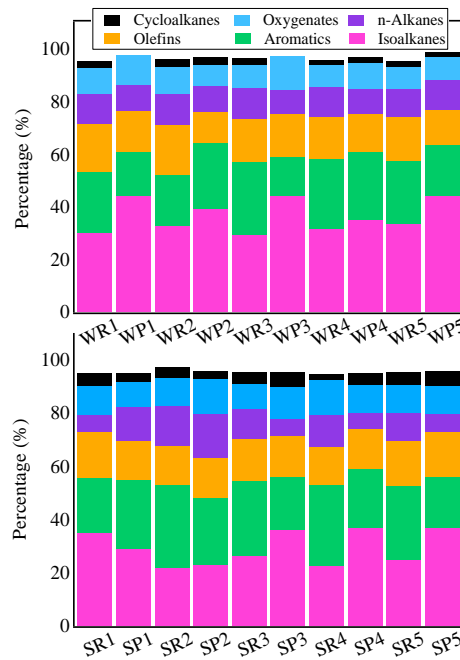 Cycloalkanes Oxygenates n-Alkanes
Olefins Aromatics Isoalkanes
100
80
60
40
20
0
Percentage (%)
WR1 WP1 WR2 WP2 WR3 WP3 WR4 WP4 WR5 WP5
100
80
60
40
20
0
Percentage (%)
SR1 SP1 SR2 SP2 SR3 SP3 SR4 SP4 SR5 SP5